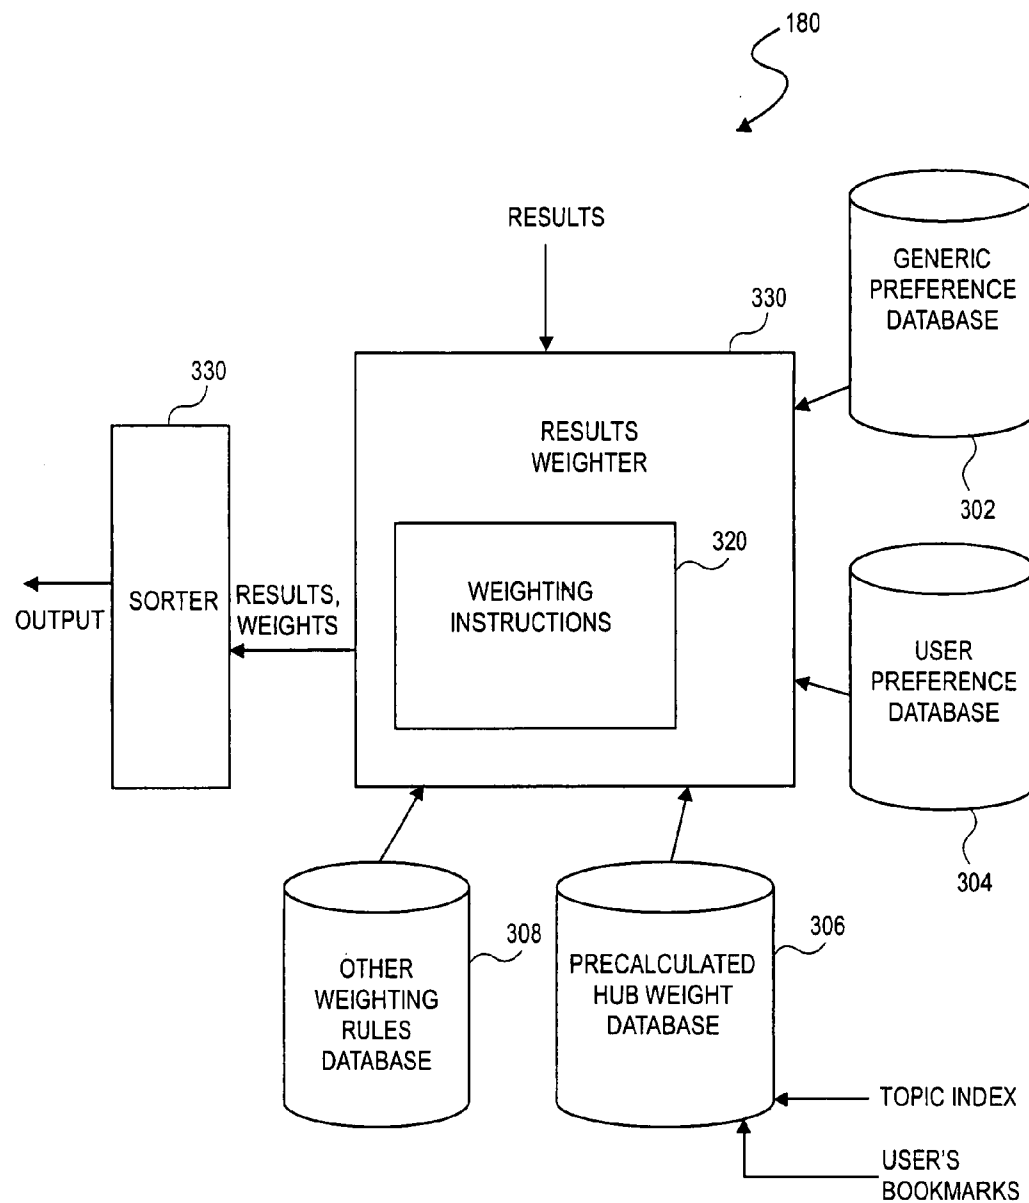 180
RESULTS
GENERIC
PREFERENCE
DATABASE
330
330
RESULTS
WEIGHTER
302
320
WEIGHTING
INSTRUCTIONS
SORTER
RESULTS,
WEIGHTS
OUTPUT
USER
PREFERENCE
DATABASE
304
308
306
OTHER
WEIGHTING
RULES
DATABASE
PRECALCULATED
HUB WEIGHT
DATABASE
TOPIC INDEX
USER'S
BOOKMARKS